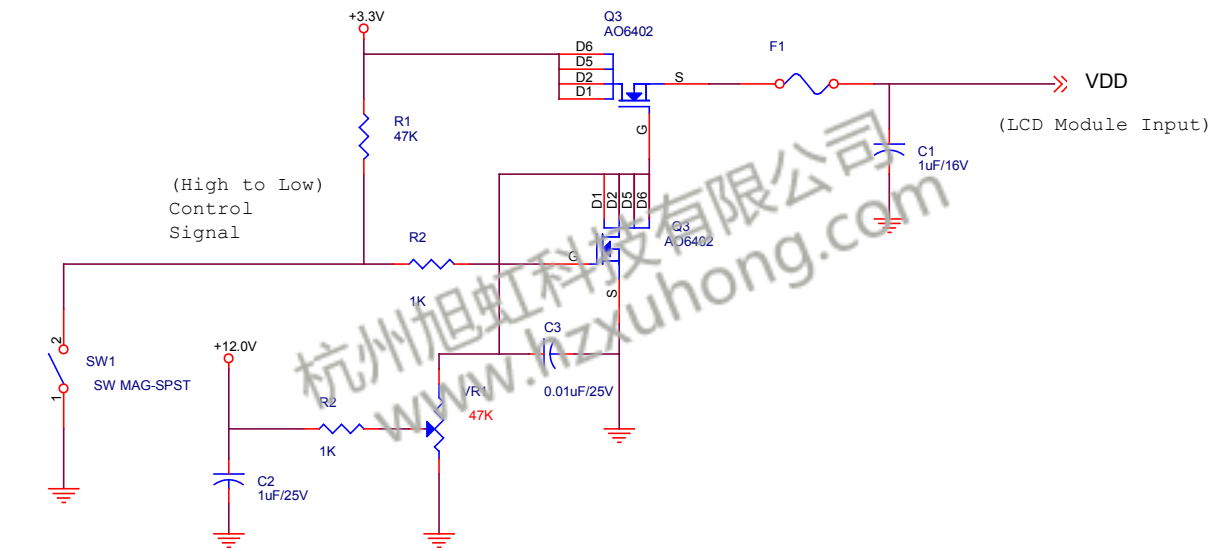 +3.3V
Q3
AO6402
D6
D5
D2
D1
S
G
F1
VDD
(LCD Module Input)
R1
47K
C1
1uF/16V
(High to Low)
Control
Signal
D1
D2
D5
D6
Q3
AO6402
R2
1K
G
S
2
SW1
SW MAG-SPST
1
+12.0V
C3
0.01uF/25V
R2
1K
VR1
47K
C2
1uF/25V
杭州旭虹科技有限公司
www.hzxuhong.com